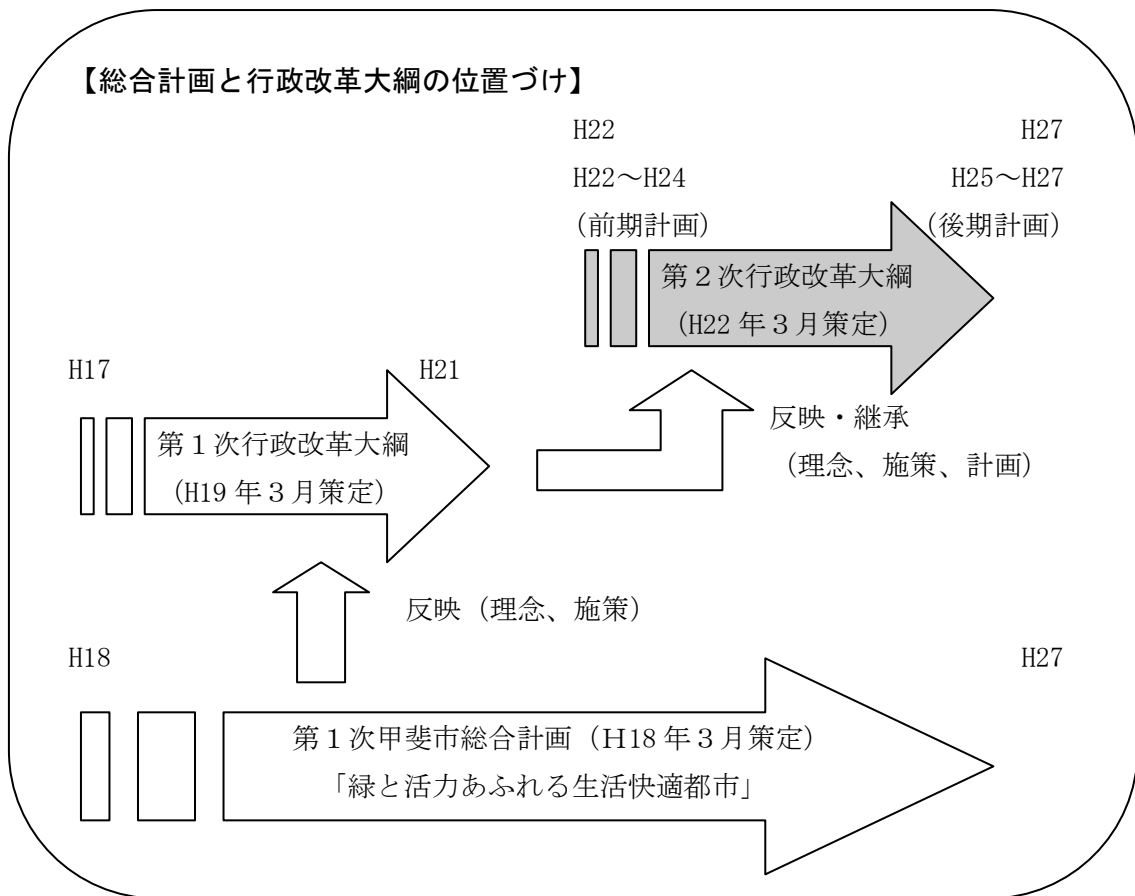 【総合計画と行政改革大綱の位置づけ】
H22 H27
H22～H24 H25～H27
(前期計画) (後期計画)
第２次行政改革大綱
(H22 年３月策定)
H17 H21
反映・継承
(理念、施策、計画)
第１次行政改革大綱
(H19 年３月策定)
反映（理念、施策）
H18 H27
第１次甲斐市総合計画（Ｈ18 年３月策定）
「緑と活力あふれる生活快適都市」